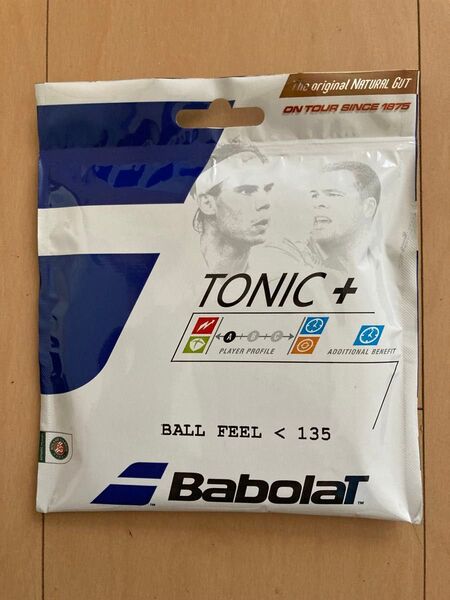 The original NATURAL GUT
ON TOUR SINCE 1875
TONIC +
A B C
PLAYER PROFILE
ADDITIONAL BENEFIT
BALL FEEL < 135
BabolaT